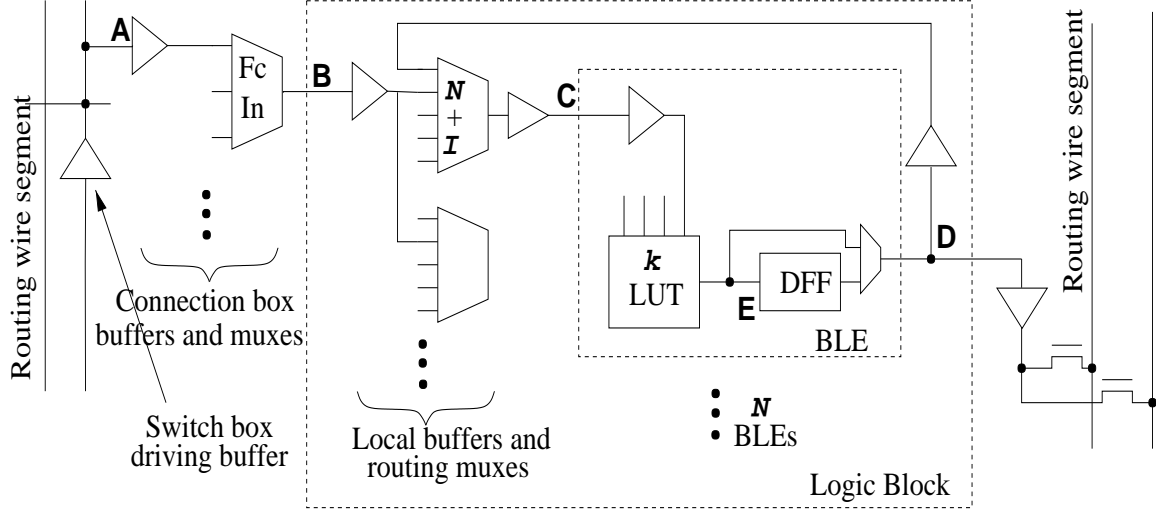 Routing wire segment
A
Fc
In
B
N
+
I
C
k
LUT
E
DFF
BLE
D
Routing wire segment
Connection box
buffers and muxes
Switch box
driving buffer
Local buffers and
routing muxes
N
BLEs
Logic Block